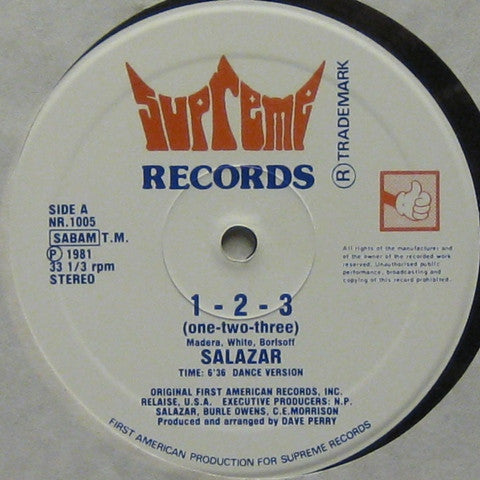 Supreme
RECORDS
® TRADEMARK
SIDE A
NR.1005
SABAM T.M.
℗ 1981
33 1/3 rpm
STEREO
All rights of the manufacturer and
of the owner of the recorded work
reserved. Unauthorised public
performance, broadcasting and
copying of this record prohibited.
1 - 2 - 3
(one-two-three)
Madera, White, Borisoff
SALAZAR
TIME: 6'36 DANCE VERSION
ORIGINAL FIRST AMERICAN RECORDS, INC.
RELAISE, U.S.A. EXECUTIVE PRODUCERS: N.P.
SALAZAR, BURLE OWENS, C.E.MORRISON
Produced and arranged by DAVE PERRY
FIRST AMERICAN PRODUCTION FOR SUPREME RECORDS